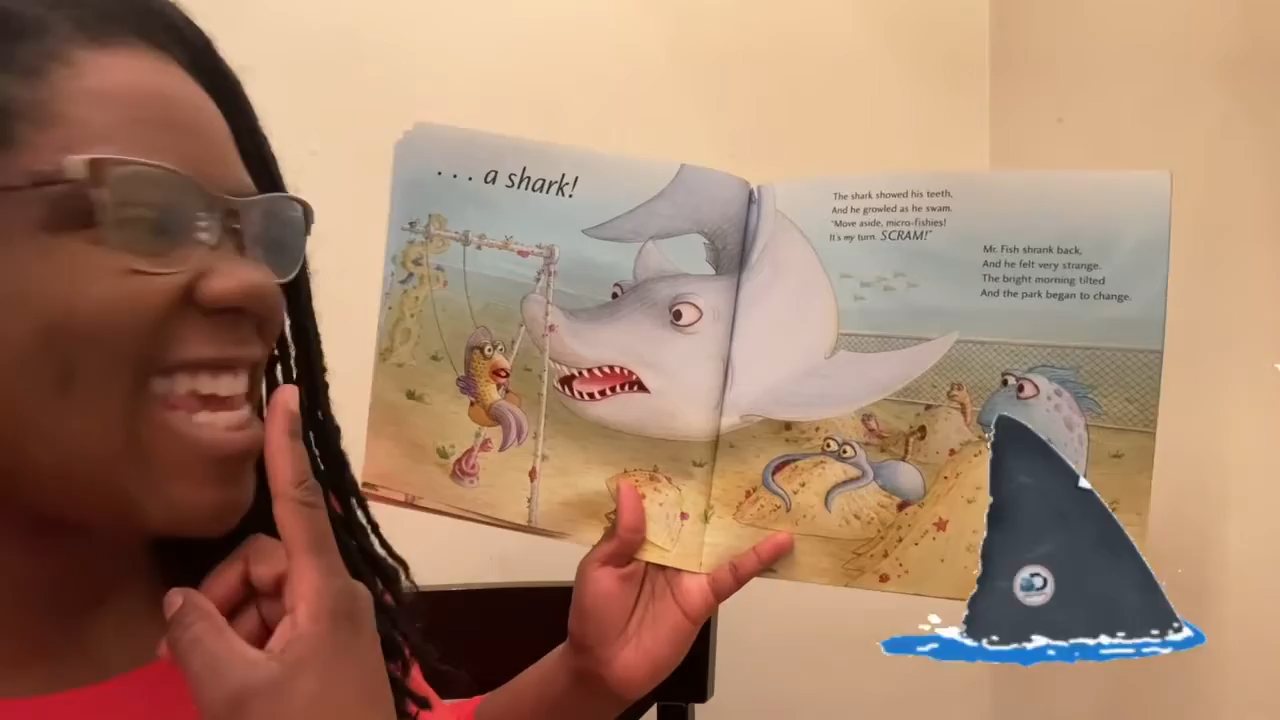 . . . a shark!
The shark showed his teeth,
And he growled as he swam.
"Move aside, micro-fishies!
It's my turn. SCRAM!"
Mr. Fish shrank back,
And he felt very strange.
The bright morning tilted
And the park began to change.